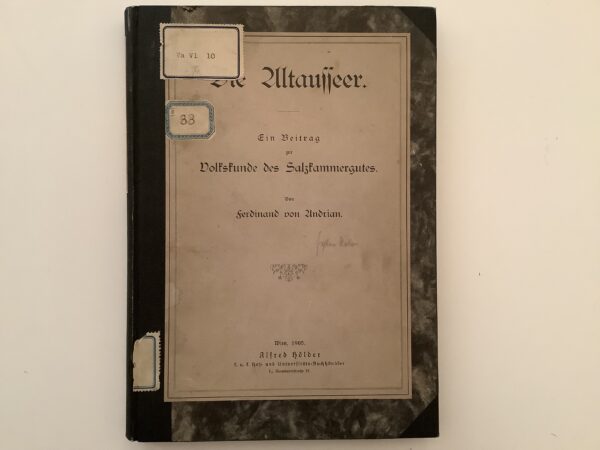 Va VI 10
Die Altausseer.
33
Ein Beitrag
zur
Volkskunde des Salzkammergutes.
Von
Ferdinand von Andrian.
Wien, 1905.
Alfred Hölder
k. u. k. Hof- und Universitäts-Buchhändler